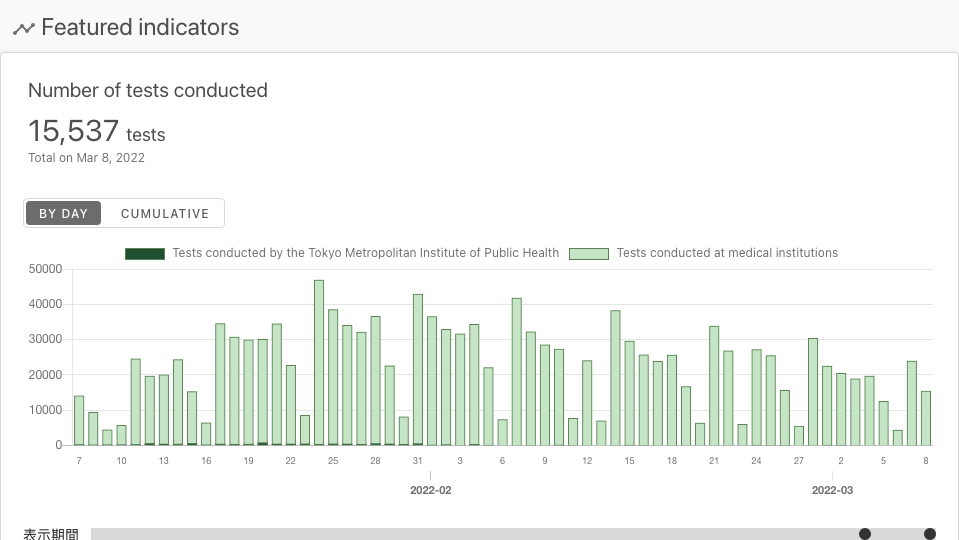 Featured indicators
Number of tests conducted
15,537 tests
Total on Mar 8, 2022
BY DAY CUMULATIVE
Tests conducted by the Tokyo Metropolitan Institute of Public Health Tests conducted at medical institutions
50000
40000
30000
20000
10000
0
7 10 13 16 19 22 25 28 31 3 6 9 12 15 18 21 24 27 2 5 8
2022-02 2022-03
表示期間